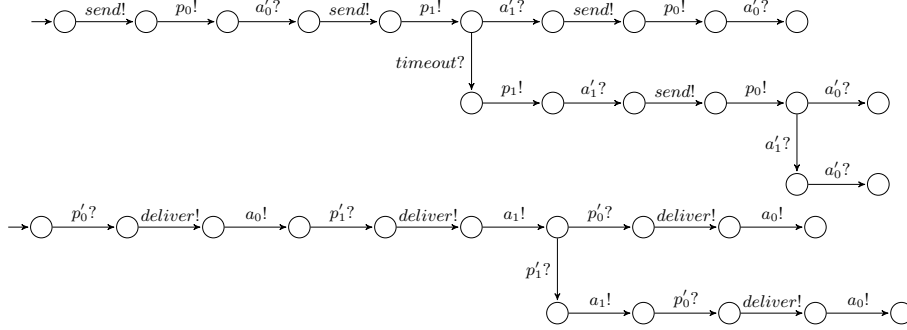 send! p₀! a′₀? send! p₁! a′₁? send! p₀! a′₀?
timeout?
p₁! a′₁? send! p₀! a′₀?
a′₁?
a′₀?
p′₀? deliver! a₀! p′₁? deliver! a₁! p′₀? deliver! a₀!
p′₁?
a₁! p′₀? deliver! a₀!